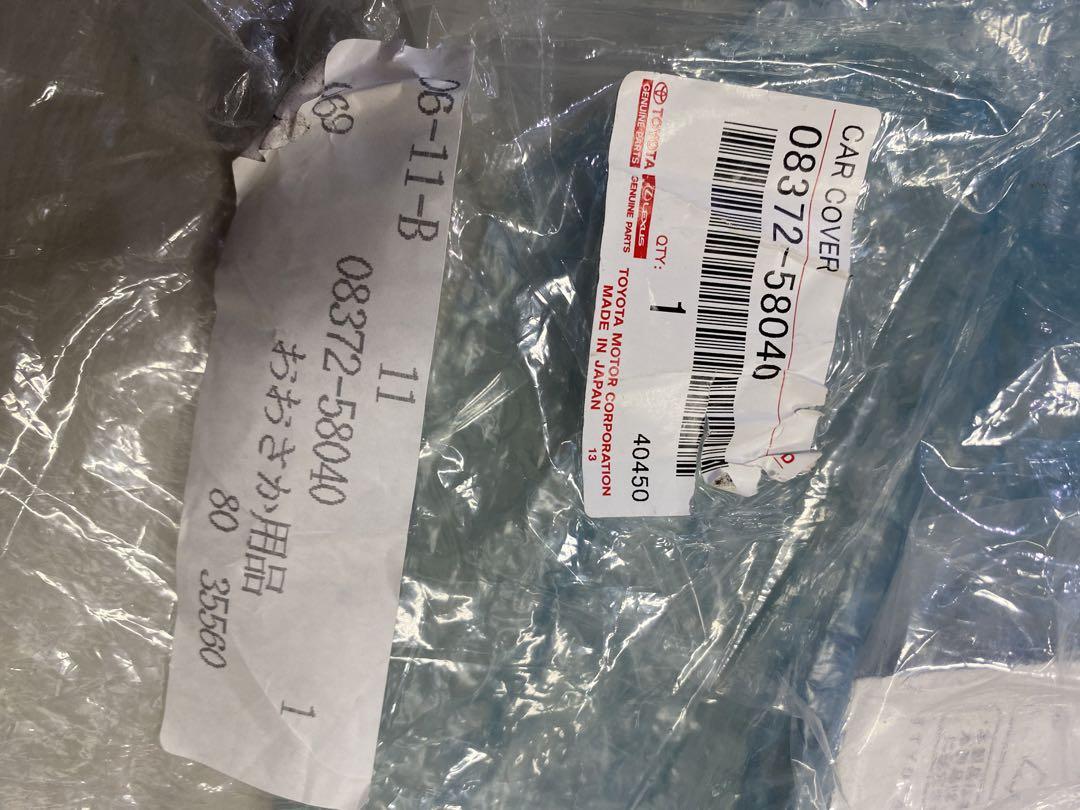 06-11-B
11
08372-58040
おおさか用品
80 35560
1
CAR COVER
08372-58040
QTY:
1
40450
TOYOTA
GENUINE PARTS
LEXUS
GENUINE PARTS
TOYOTA MOTOR CORPORATION
MADE IN JAPAN
13